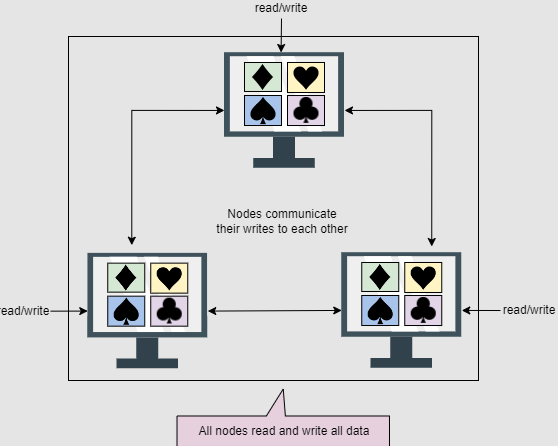 read/write
Nodes communicate
their writes to each other
read/write
read/write
All nodes read and write all data